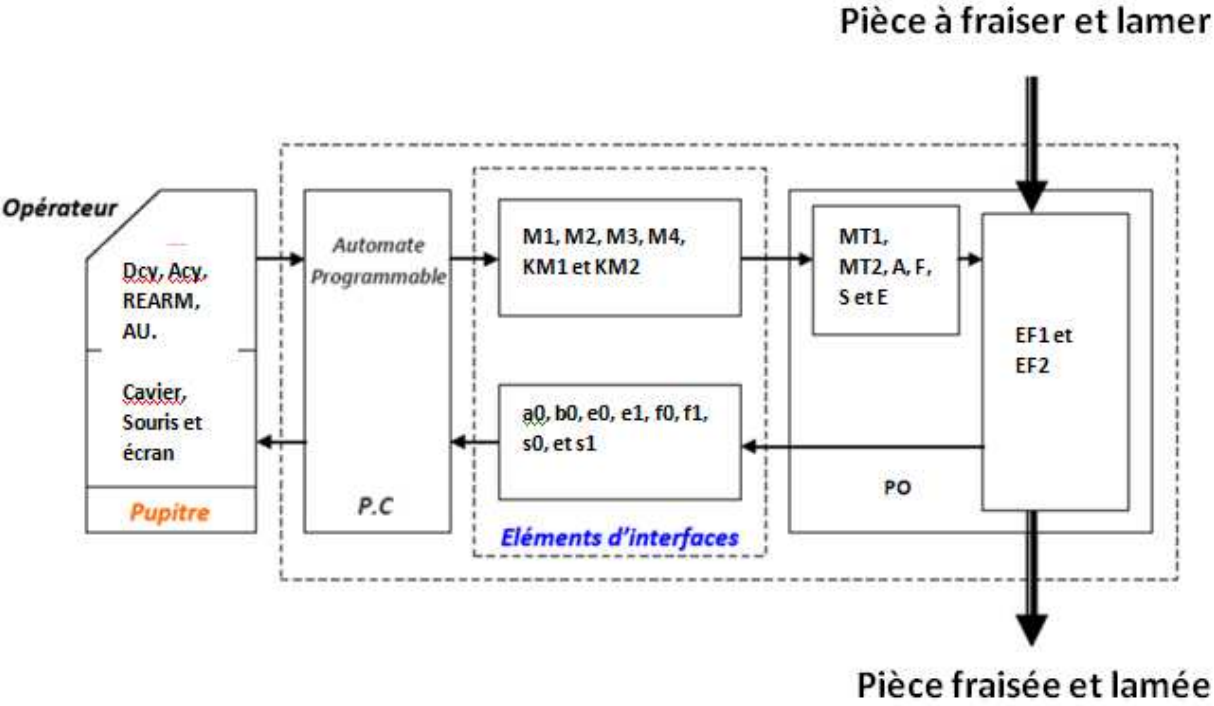 Pièce à fraiser et lamer
Opérateur
Dcy, Acy,
REARM,
AU.
Cavier,
Souris et
écran
Pupitre
Automate
Programmable
P.C
M1, M2, M3, M4,
KM1 et KM2
a0, b0, e0, e1, f0, f1,
s0, et s1
Eléments d'interfaces
MT1,
MT2, A, F,
S et E
EF1 et
EF2
PO
Pièce fraisée et lamée